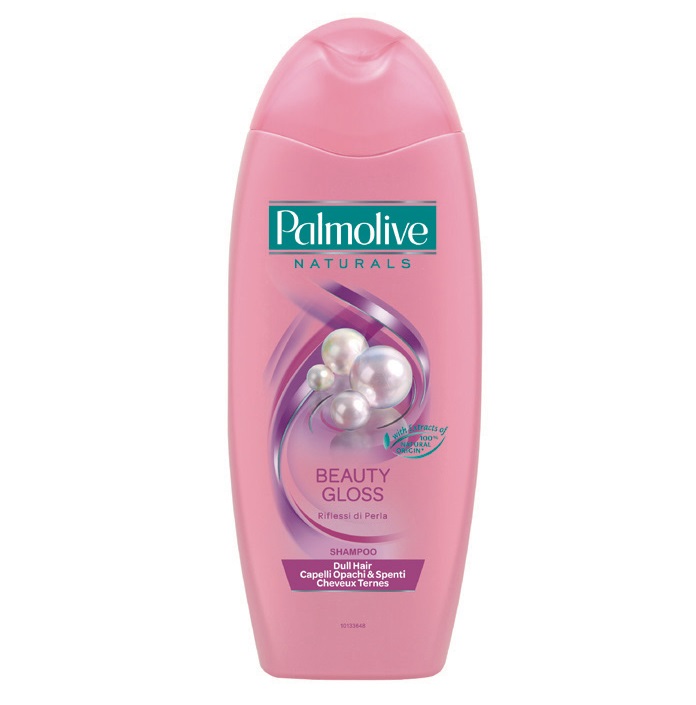 Palmolive
NATURALS
with Extracts of
100%
NATURAL
ORIGIN*
BEAUTY
GLOSS
Riflessi di Perla
SHAMPOO
Dull Hair
Capelli Opachi & Spenti
Cheveux Ternes